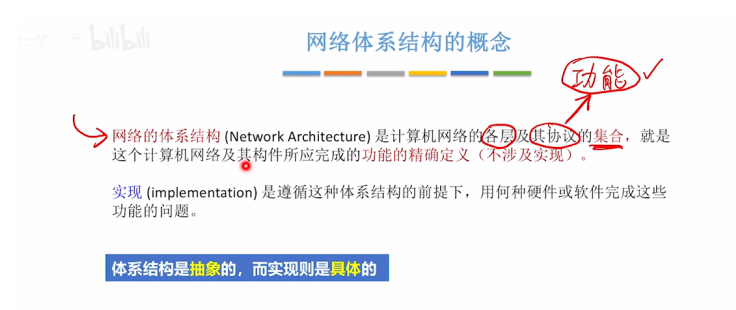 bilibili
网络体系结构的概念
功能
网络的体系结构 (Network Architecture) 是计算机网络的各层及其协议的集合，就是
这个计算机网络及其构件所应完成的功能的精确定义（不涉及实现）。
实现 (implementation) 是遵循这种体系结构的前提下，用何种硬件或软件完成这些
功能的问题。
体系结构是抽象的，而实现则是具体的